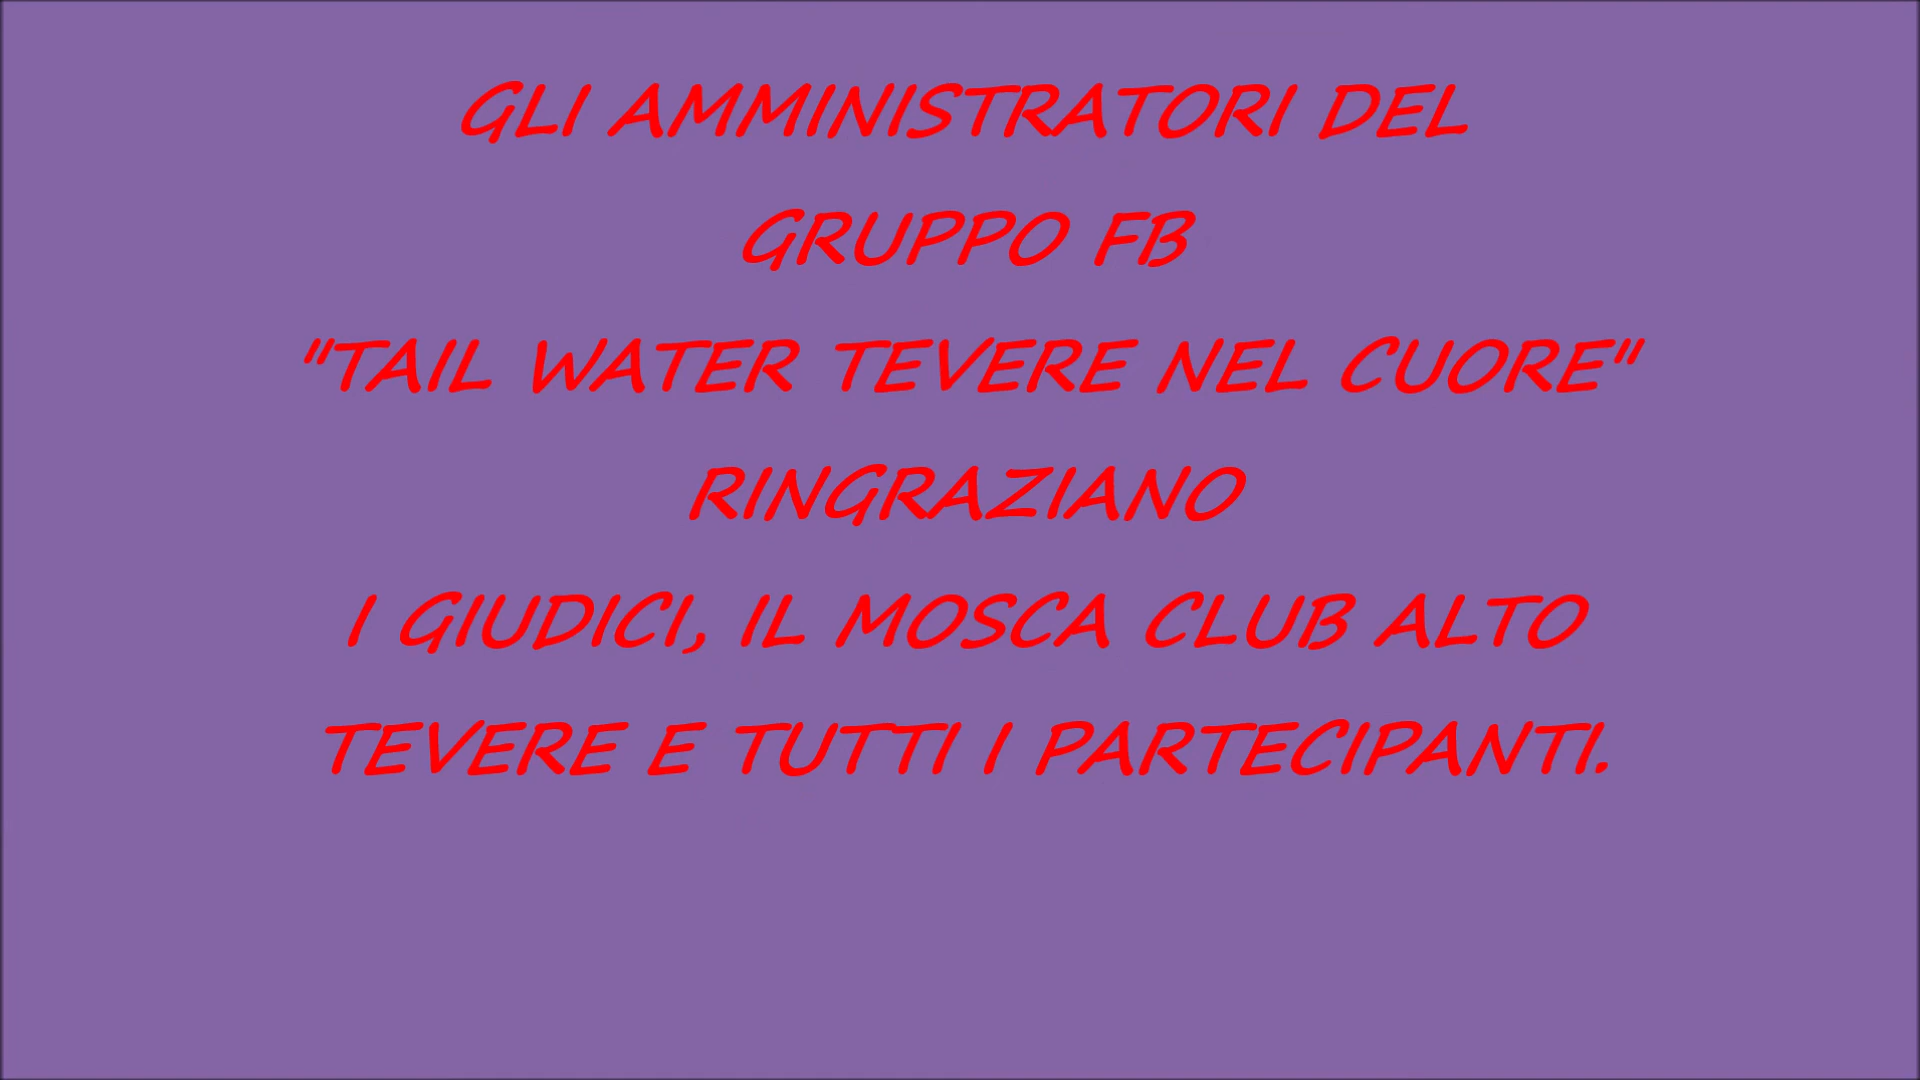 GLI AMMINISTRATORI DEL
GRUPPO FB
"TAIL WATER TEVERE NEL CUORE"
RINGRAZIANO
I GIUDICI, IL MOSCA CLUB ALTO
TEVERE E TUTTI I PARTECIPANTI.